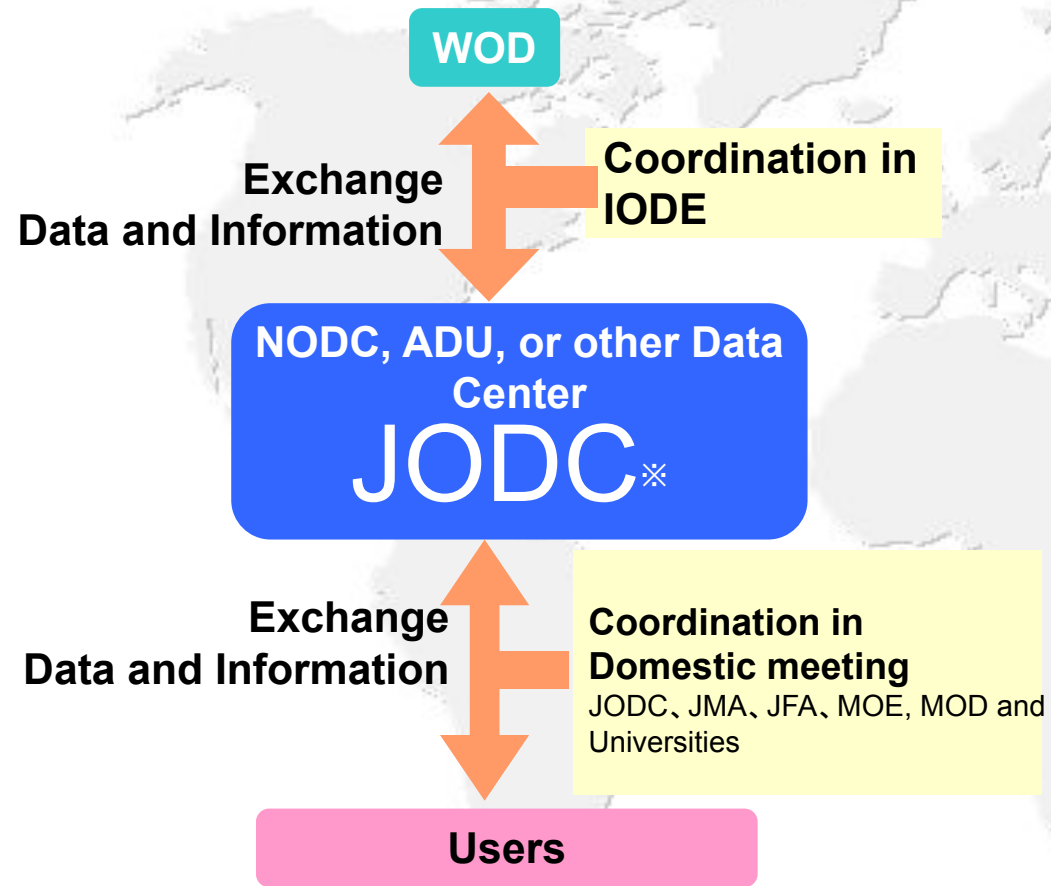 WOD
Exchange
Data and Information
Coordination in
IODE
NODC, ADU, or other Data
Center
JODC※
Exchange
Data and Information
Coordination in
Domestic meeting
JODC、JMA、JFA、MOE, MOD and
Universities
Users